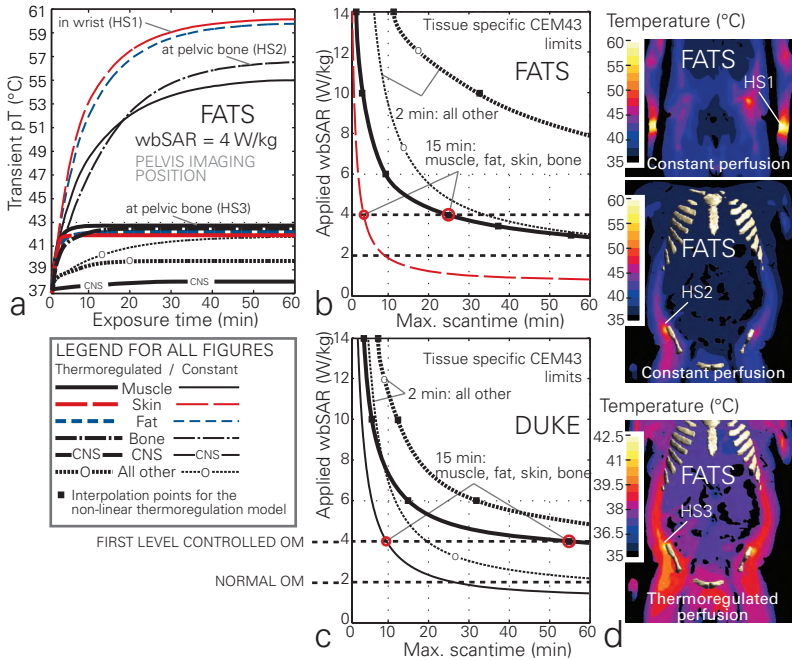 61
59
57
55
53
51
49
47
45
43
41
39
37
Transient pT (°C)
in wrist (HS1)
at pelvic bone (HS2)
FATS
wbSAR = 4 W/kg
PELVIS IMAGING
POSITION
at pelvic bone (HS3)
O
O
CNS
CNS
0 10 20 30 40 50 60
Exposure time (min)
a
14
12
10
8
6
4
2
0
Applied wbSAR (W/kg)
Tissue specific CEM43
limits
O
FATS
2 min: all other
O
15 min:
muscle, fat, skin, bone
0 10 20 30 40 50 60
Max. scantime (min)
b
LEGEND FOR ALL FIGURES
Thermoregulated / Constant
Muscle
Skin
Fat
Bone
CNS CNS CNS
O All other O
Interpolation points for the
non-linear thermoregulation model
FIRST LEVEL CONTROLLED OM
NORMAL OM
14
12
10
8
6
4
2
0
Applied wbSAR (W/kg)
Tissue specific CEM43
limits
O
2 min: all other
DUKE
15 min:
muscle, fat, skin, bone
O
0 10 20 30 40 50 60
Max. scantime (min)
c
Temperature (°C)
60
55
50
45
40
35
FATS
HS1
Constant perfusion
60
55
50
45
40
35
FATS
HS2
Constant perfusion
Temperature (°C)
42.5
41
39.5
38
36.5
35
FATS
HS3
Thermoregulated
perfusion
d